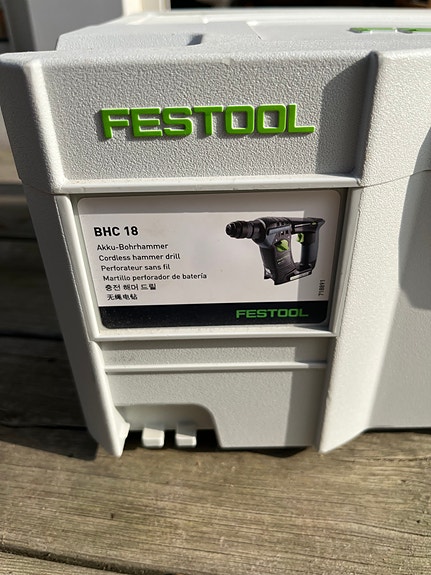 FESTOOL
BHC 18
Akku-Bohrhammer
Cordless hammer drill
Perforateur sans fil
Martillo perforador de batería
충전 해머 드릴
无绳电钻
FESTOOL